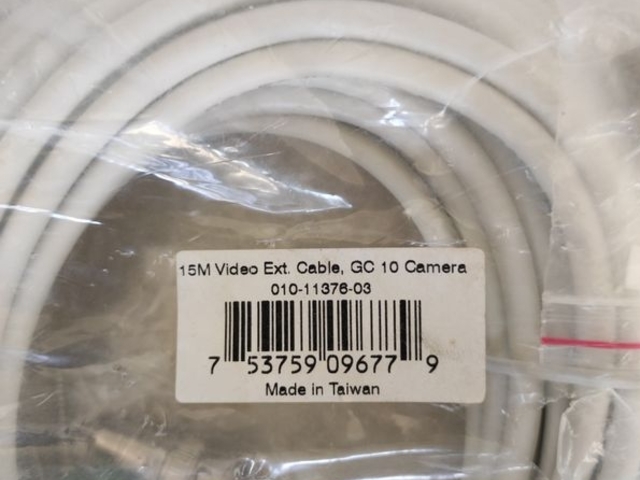 15M Video Ext. Cable, GC 10 Camera
010-11376-03
7 53759 09677 9
Made in Taiwan